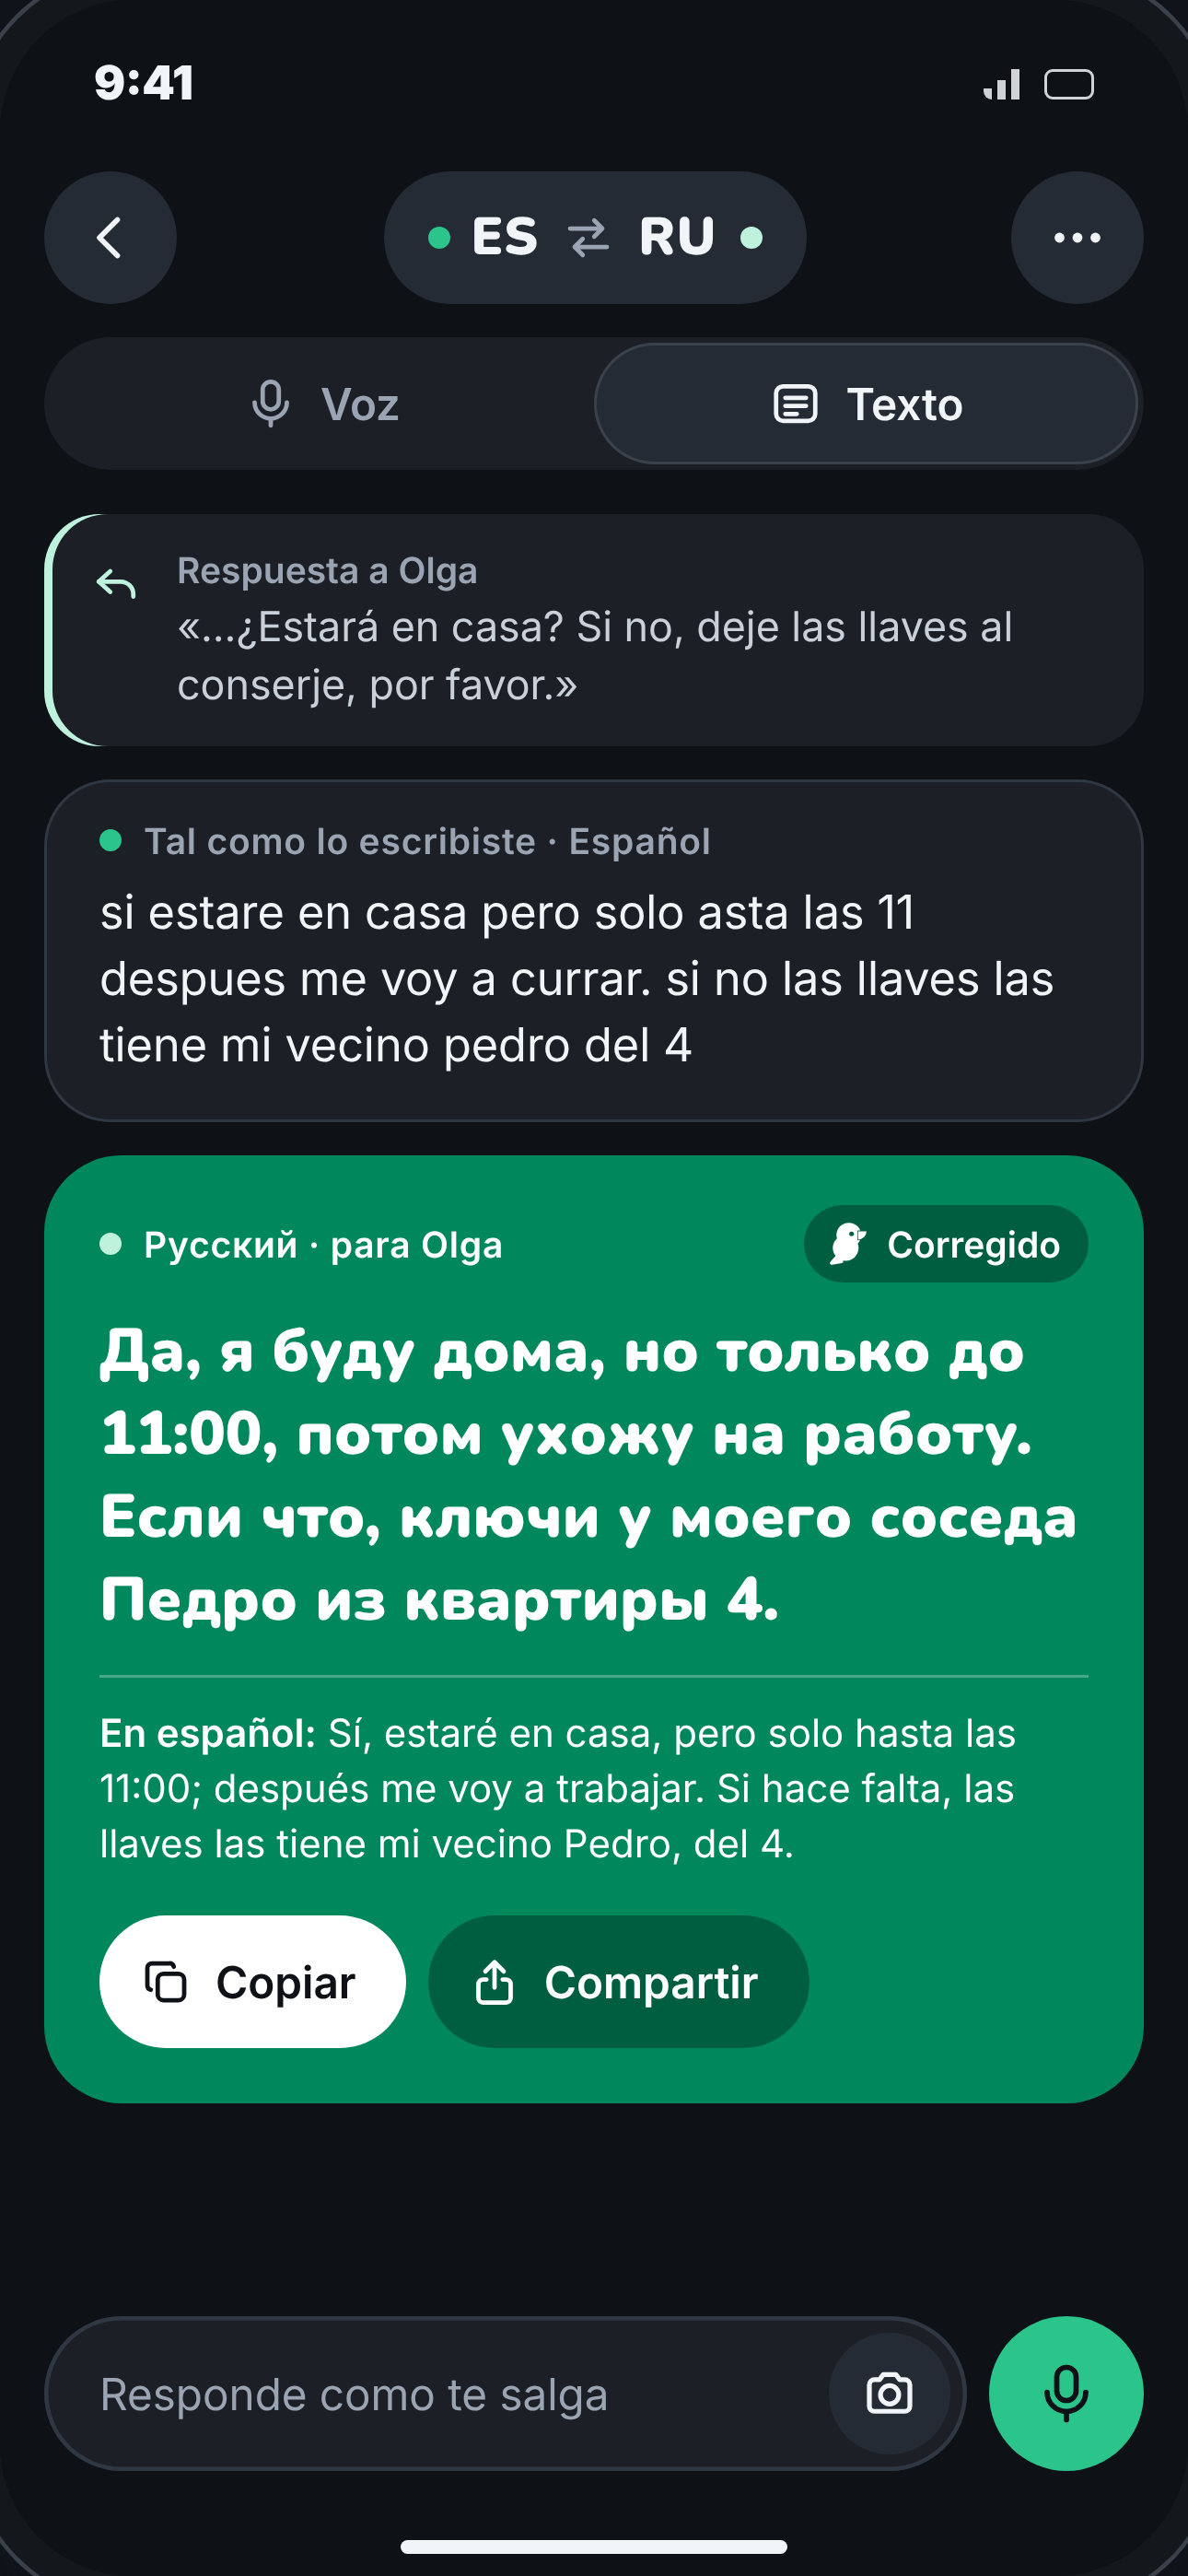 9:41
ES RU
Voz
Texto
Respuesta a Olga
«…¿Estará en casa? Si no, deje las llaves al
conserje, por favor.»
Tal como lo escribiste · Español
si estare en casa pero solo asta las 11
despues me voy a currar. si no las llaves las
tiene mi vecino pedro del 4
Русский · para Olga
Corregido
Да, я буду дома, но только до
11:00, потом ухожу на работу.
Если что, ключи у моего соседа
Педро из квартиры 4.
En español: Sí, estaré en casa, pero solo hasta las
11:00; después me voy a trabajar. Si hace falta, las
llaves las tiene mi vecino Pedro, del 4.
Copiar
Compartir
Responde como te salga